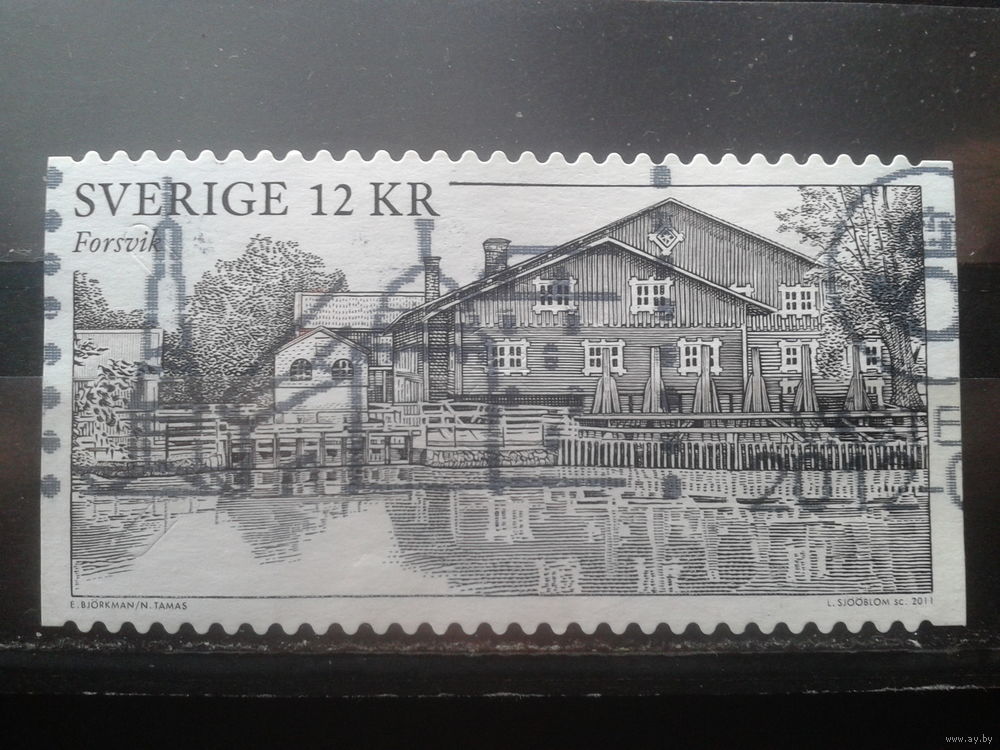 SVERIGE 12 KR
Forsvik
E. BJÖRKMAN/N. TAMAS
L. SJÖÖBLOM SC. 2011
www.ay.by